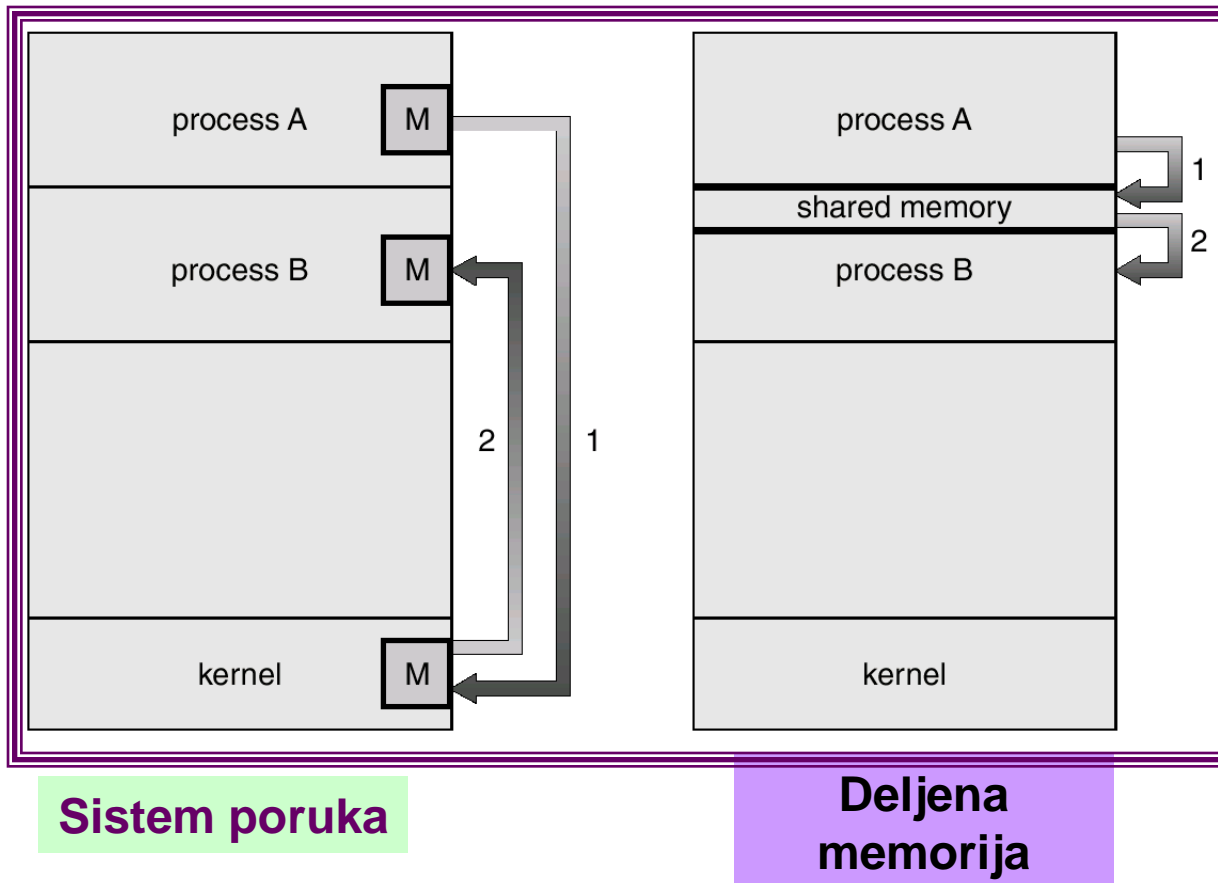 process A
M
process B
M
2
1
kernel
M
process A
1
shared memory
2
process B
kernel
Sistem poruka
Deljena
memorija